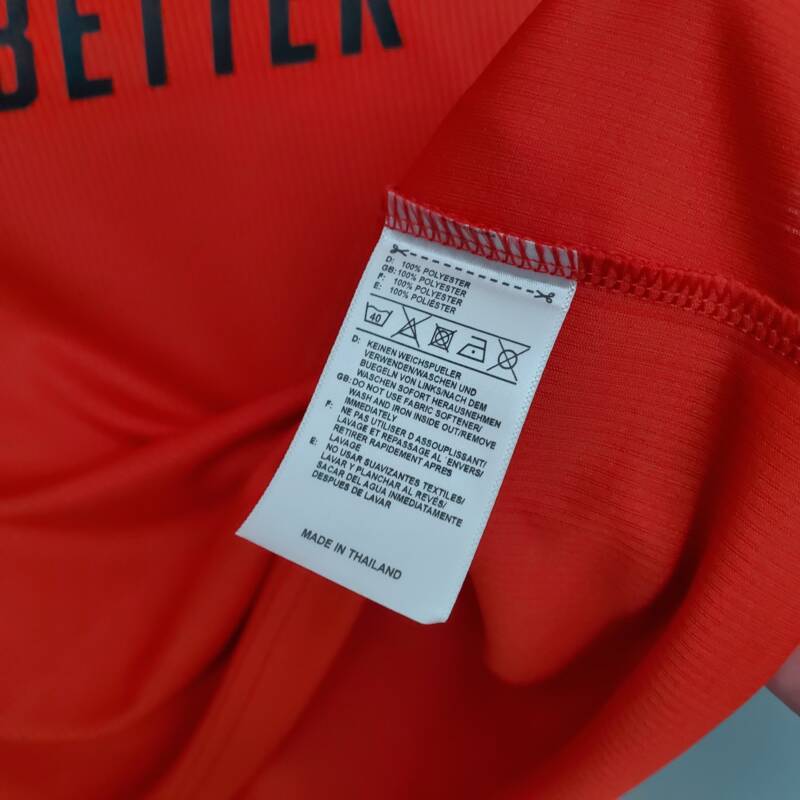 BETTER
D: 100% POLYESTER
GB: 100% POLYESTER
F: 100% POLYESTER
E: 100% POLIÉSTER
40
D: KEINEN WEICHSPUELER
VERWENDEN/WASCHEN UND
BUEGELN VON LINKS/NACH DEM
WASCHEN SOFORT HERAUSNEHMEN
GB: DO NOT USE FABRIC SOFTENER/
WASH AND IRON INSIDE OUT/REMOVE
IMMEDIATELY
F: NE PAS UTILISER D ASSOUPLISSANT/
LAVAGE ET REPASSAGE AL´ENVERS/
RETIRER RAPIDEMENT APRÈS
LAVAGE
E: NO USAR SUAVIZANTES TEXTILES/
LAVAR Y PLANCHAR AL REVÉS/
SACAR DEL AGUA INMEDIATAMENTE
DESPUES DE LAVAR
MADE IN THAILAND